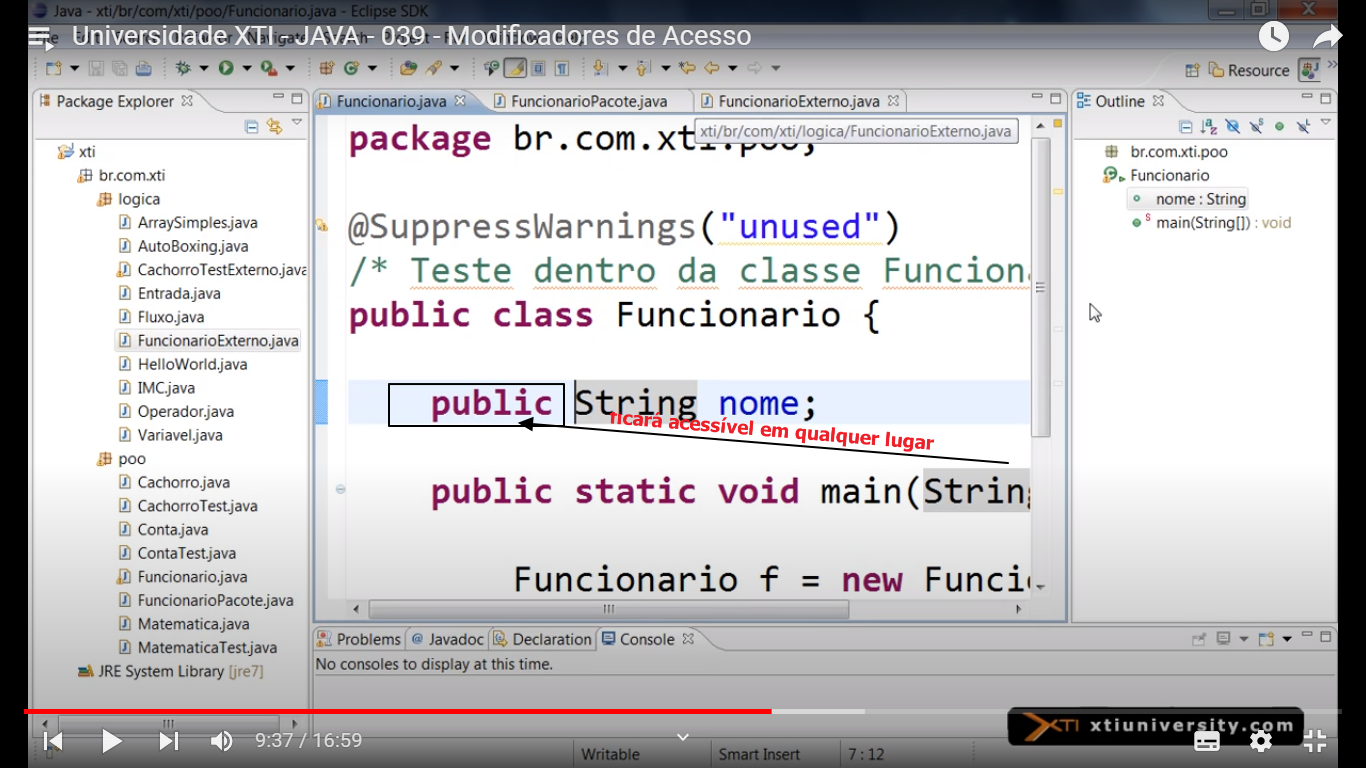 Java - xti/br/com/xti/poo/Funcionario.java - Eclipse SDK
Universidade XTI - JAVA - 039 - Modificadores de Acesso
Resource
Package Explorer
Funcionario.java
FuncionarioPacote.java
FuncionarioExterno.java
Outline
xti/br/com/xti/logica/FuncionarioExterno.java
xti
br.com.xti
logica
ArraySimples.java
AutoBoxing.java
CachorroTestExterno.java
Entrada.java
Fluxo.java
FuncionarioExterno.java
HelloWorld.java
IMC.java
Operador.java
Variavel.java
poo
Cachorro.java
CachorroTest.java
Conta.java
ContaTest.java
Funcionario.java
FuncionarioPacote.java
Matematica.java
MatematicaTest.java
JRE System Library [jre7]
package br.com.xti.poo;
@SuppressWarnings("unused")
/* Teste dentro da classe Funciona
public class Funcionario {
public String nome;
ficará acessível em qualquer lugar
public static void main(String
Funcionario f = new Funci
br.com.xti.poo
Funcionario
nome : String
main(String[]) : void
Problems
@ Javadoc
Declaration
Console
No consoles to display at this time.
XTI xtiuniversity.com
9:37 / 16:59
Writable
Smart Insert
7 : 12